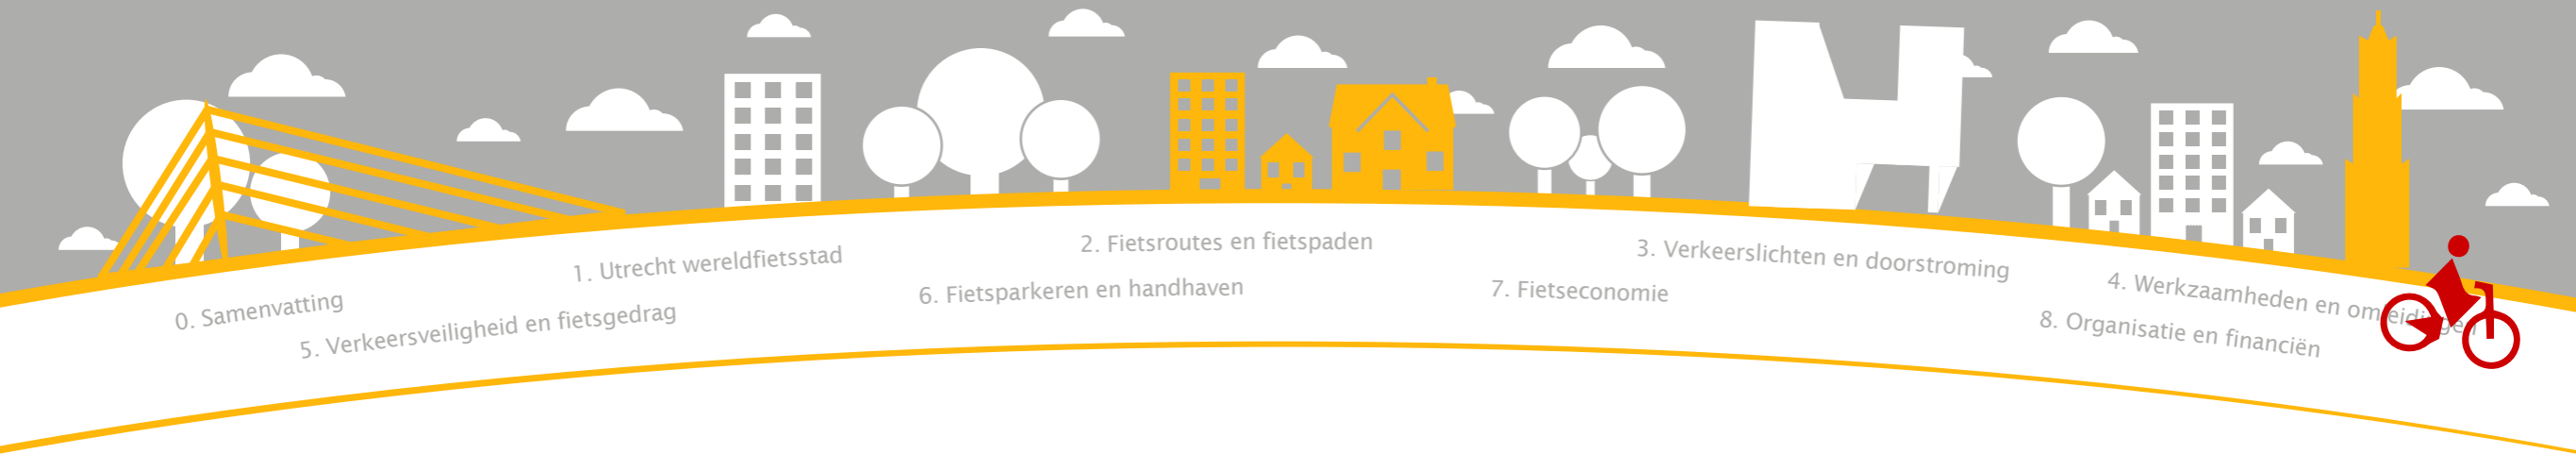 0. Samenvatting
1. Utrecht wereldfietsstad
2. Fietsroutes en fietspaden
3. Verkeerslichten en doorstroming
4. Werkzaamheden en omleidingen
5. Verkeersveiligheid en fietsgedrag
6. Fietsparkeren en handhaven
7. Fietseconomie
8. Organisatie en financiën